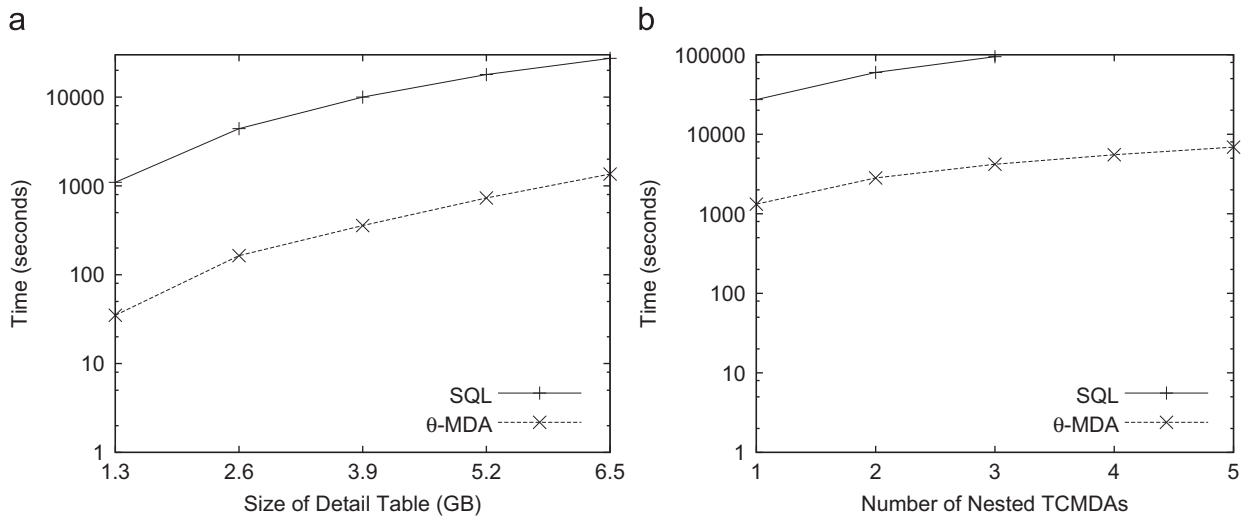 a
Time (seconds)
10000
1000
100
10
1
1.3 2.6 3.9 5.2 6.5
Size of Detail Table (GB)
SQL
θ-MDA
b
Time (seconds)
100000
10000
1000
100
10
1
1 2 3 4 5
Number of Nested TCMDAs
SQL
θ-MDA